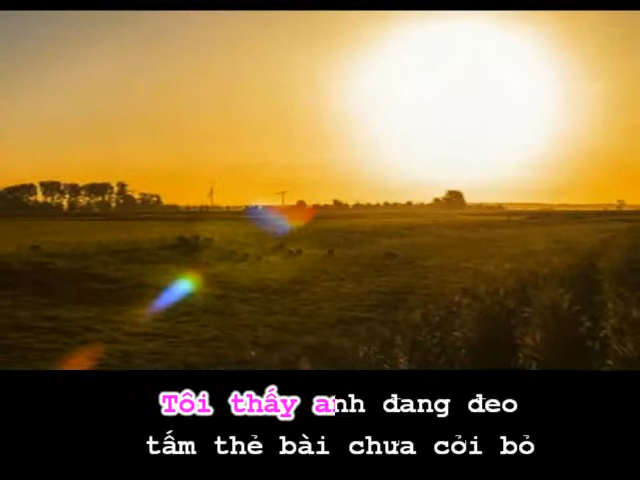 Tôi thấy anh đang đeo
tấm thẻ bài chưa cởi bỏ